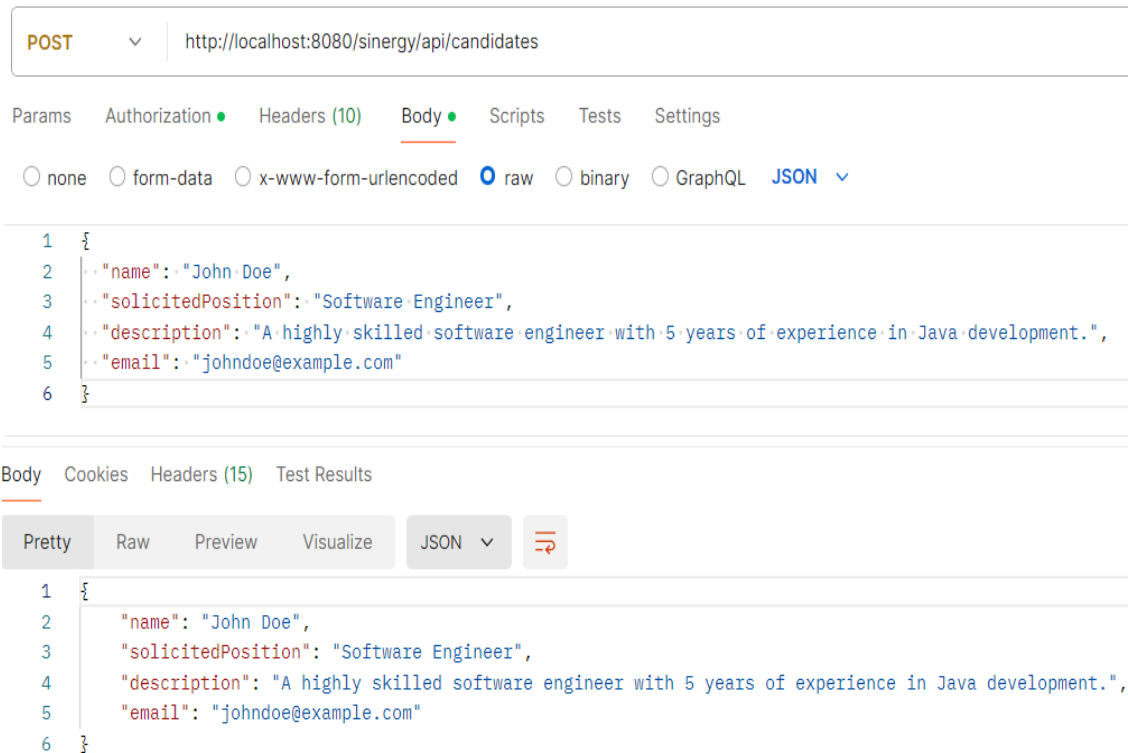 POST http://localhost:8080/sinergy/api/candidates
Params Authorization Headers (10) Body Scripts Tests Settings
none form-data x-www-form-urlencoded raw binary GraphQL JSON
1 {
2 "name": "John Doe",
3 "solicitedPosition": "Software Engineer",
4 "description": "A highly skilled software engineer with 5 years of experience in Java development.",
5 "email": "johndoe@example.com"
6 }
Body Cookies Headers (15) Test Results
Pretty Raw Preview Visualize JSON
1 {
2 "name": "John Doe",
3 "solicitedPosition": "Software Engineer",
4 "description": "A highly skilled software engineer with 5 years of experience in Java development.",
5 "email": "johndoe@example.com"
6 }